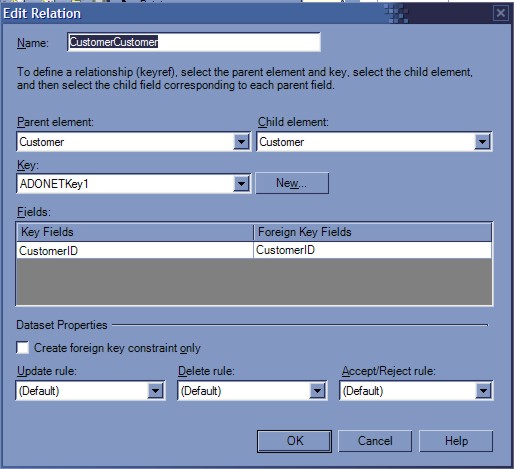 Edit Relation
Name: CustomerCustomer
To define a relationship (keyref), select the parent element and key, select the child element,
and then select the child field corresponding to each parent field.
Parent element: Child element:
Customer Customer
Key:
ADONETKey1 New...
Fields:
Key Fields Foreign Key Fields
CustomerID CustomerID
Dataset Properties
Create foreign key constraint only
Update rule: Delete rule: Accept/Reject rule:
(Default) (Default) (Default)
OK Cancel Help